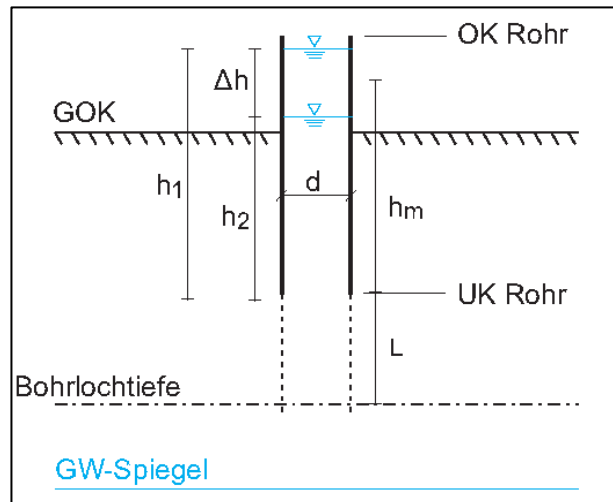 OK Rohr
Δh
GOK
h1
d
h2
hm
UK Rohr
L
Bohrlochtiefe
GW-Spiegel